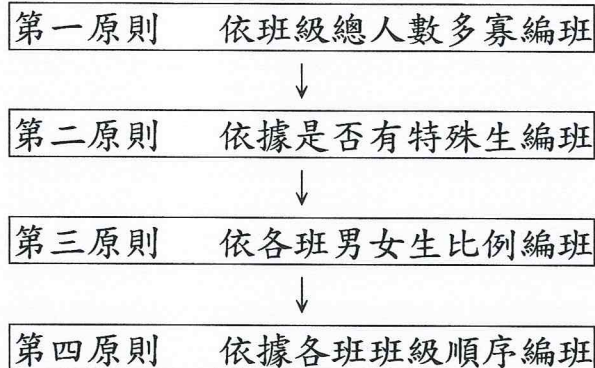 第一原則 依班級總人數多寡編班
第二原則 依據是否有特殊生編班
第三原則 依各班男女生比例編班
第四原則 依據各班班級順序編班